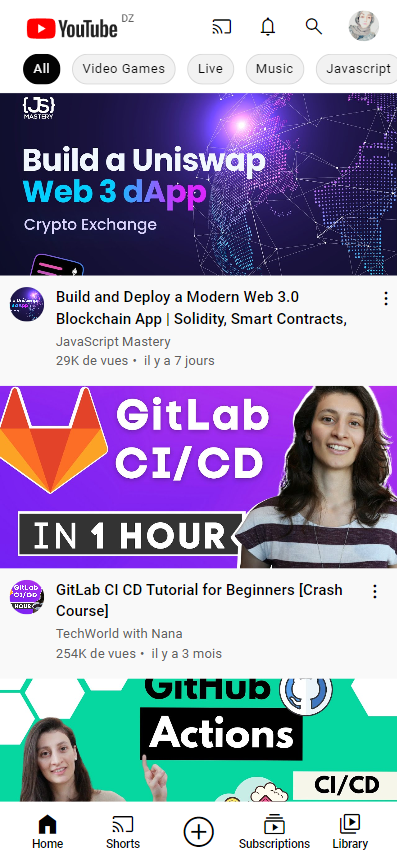 YouTube DZ
All Video Games Live Music Javascript
{JS}
MASTERY
Build a Uniswap
Web 3 dApp
Crypto Exchange
Build and Deploy a Modern Web 3.0
Blockchain App | Solidity, Smart Contracts,
JavaScript Mastery
29K de vues • il y a 7 jours
GitLab
CI/CD
IN 1 HOUR
GitLab CI CD Tutorial for Beginners [Crash
Course]
TechWorld with Nana
254K de vues • il y a 3 mois
GitHub
Actions
CI/CD
Home Shorts Subscriptions Library